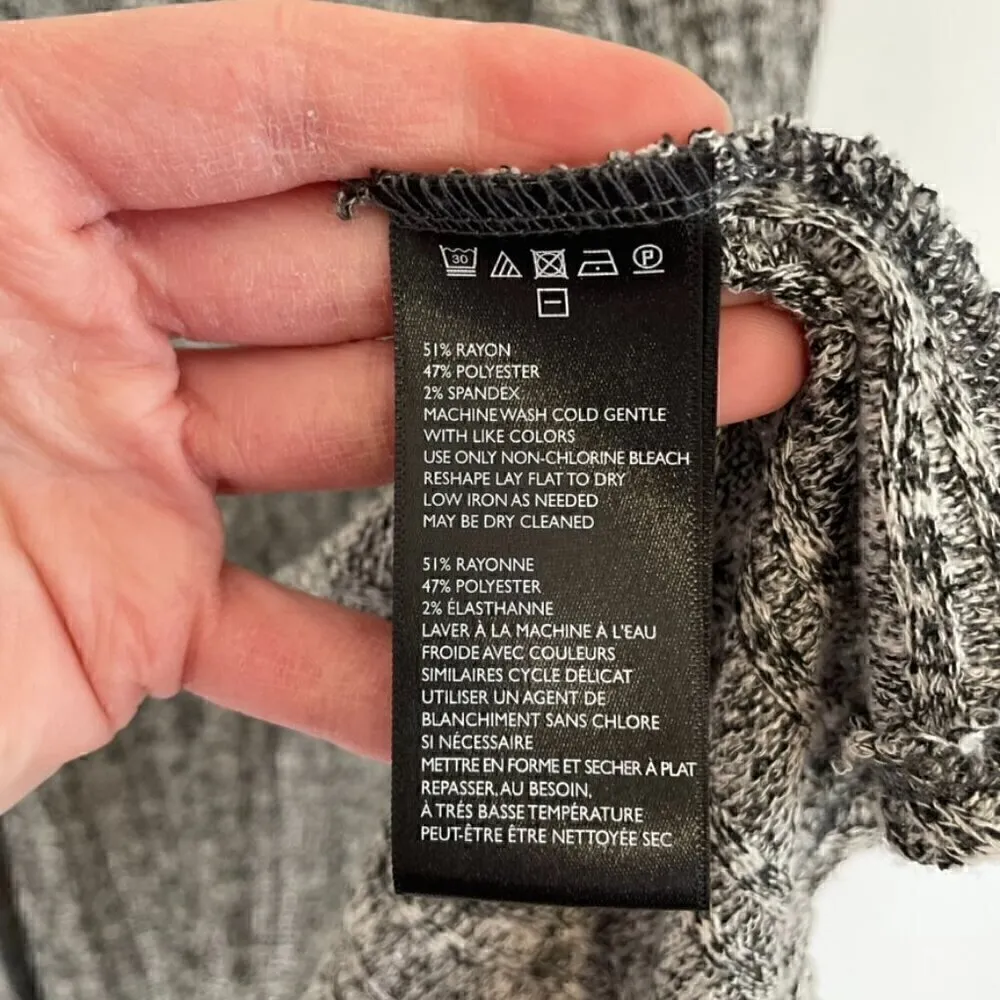 30 P
51% RAYON
47% POLYESTER
2% SPANDEX
MACHINE WASH COLD GENTLE
WITH LIKE COLORS
USE ONLY NON-CHLORINE BLEACH
RESHAPE LAY FLAT TO DRY
LOW IRON AS NEEDED
MAY BE DRY CLEANED
51% RAYONNE
47% POLYESTER
2% ÉLASTHANNE
LAVER À LA MACHINE À L'EAU
FROIDE AVEC COULEURS
SIMILAIRES CYCLE DÉLICAT
UTILISER UN AGENT DE
BLANCHIMENT SANS CHLORE
SI NÉCESSAIRE
METTRE EN FORME ET SECHER À PLAT
REPASSER, AU BESOIN,
À TRÉS BASSE TEMPÉRATURE
PEUT-ÊTRE ÊTRE NETTOYÉE SEC